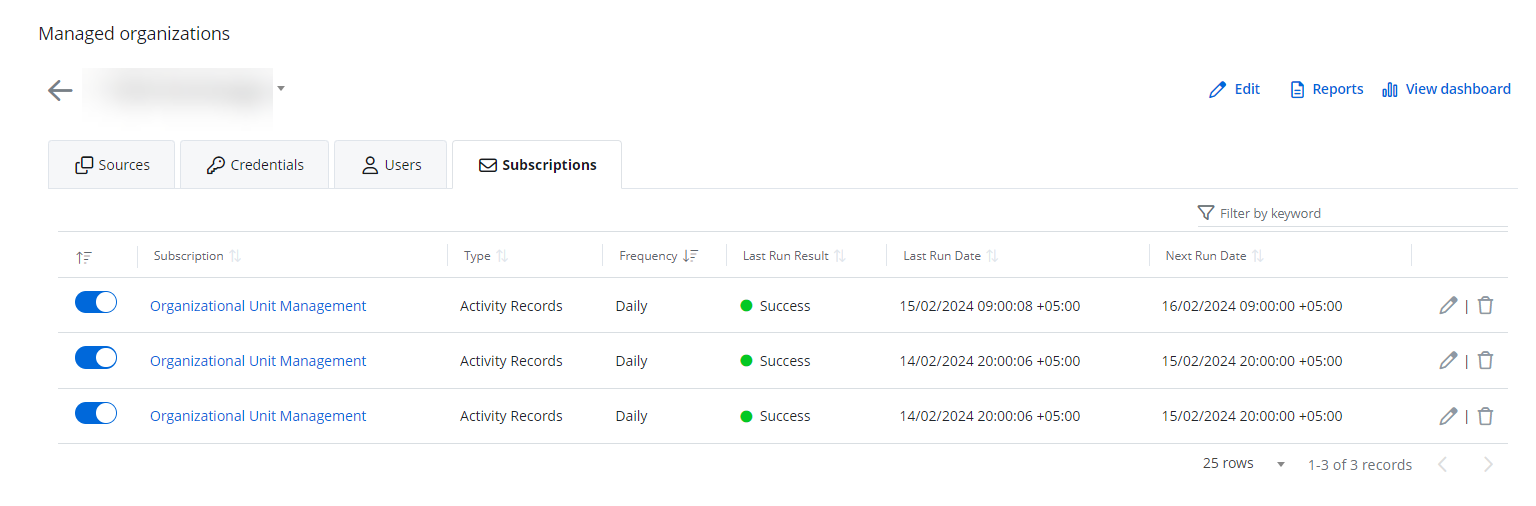 Managed organizations
Edit Reports View dashboard
Sources Credentials Users Subscriptions
Filter by keyword
Subscription Type Frequency Last Run Result Last Run Date Next Run Date
Organizational Unit Management Activity Records Daily Success 15/02/2024 09:00:08 +05:00 16/02/2024 09:00:00 +05:00 |
Organizational Unit Management Activity Records Daily Success 14/02/2024 20:00:06 +05:00 15/02/2024 20:00:00 +05:00 |
Organizational Unit Management Activity Records Daily Success 14/02/2024 20:00:06 +05:00 15/02/2024 20:00:00 +05:00 |
25 rows 1-3 of 3 records